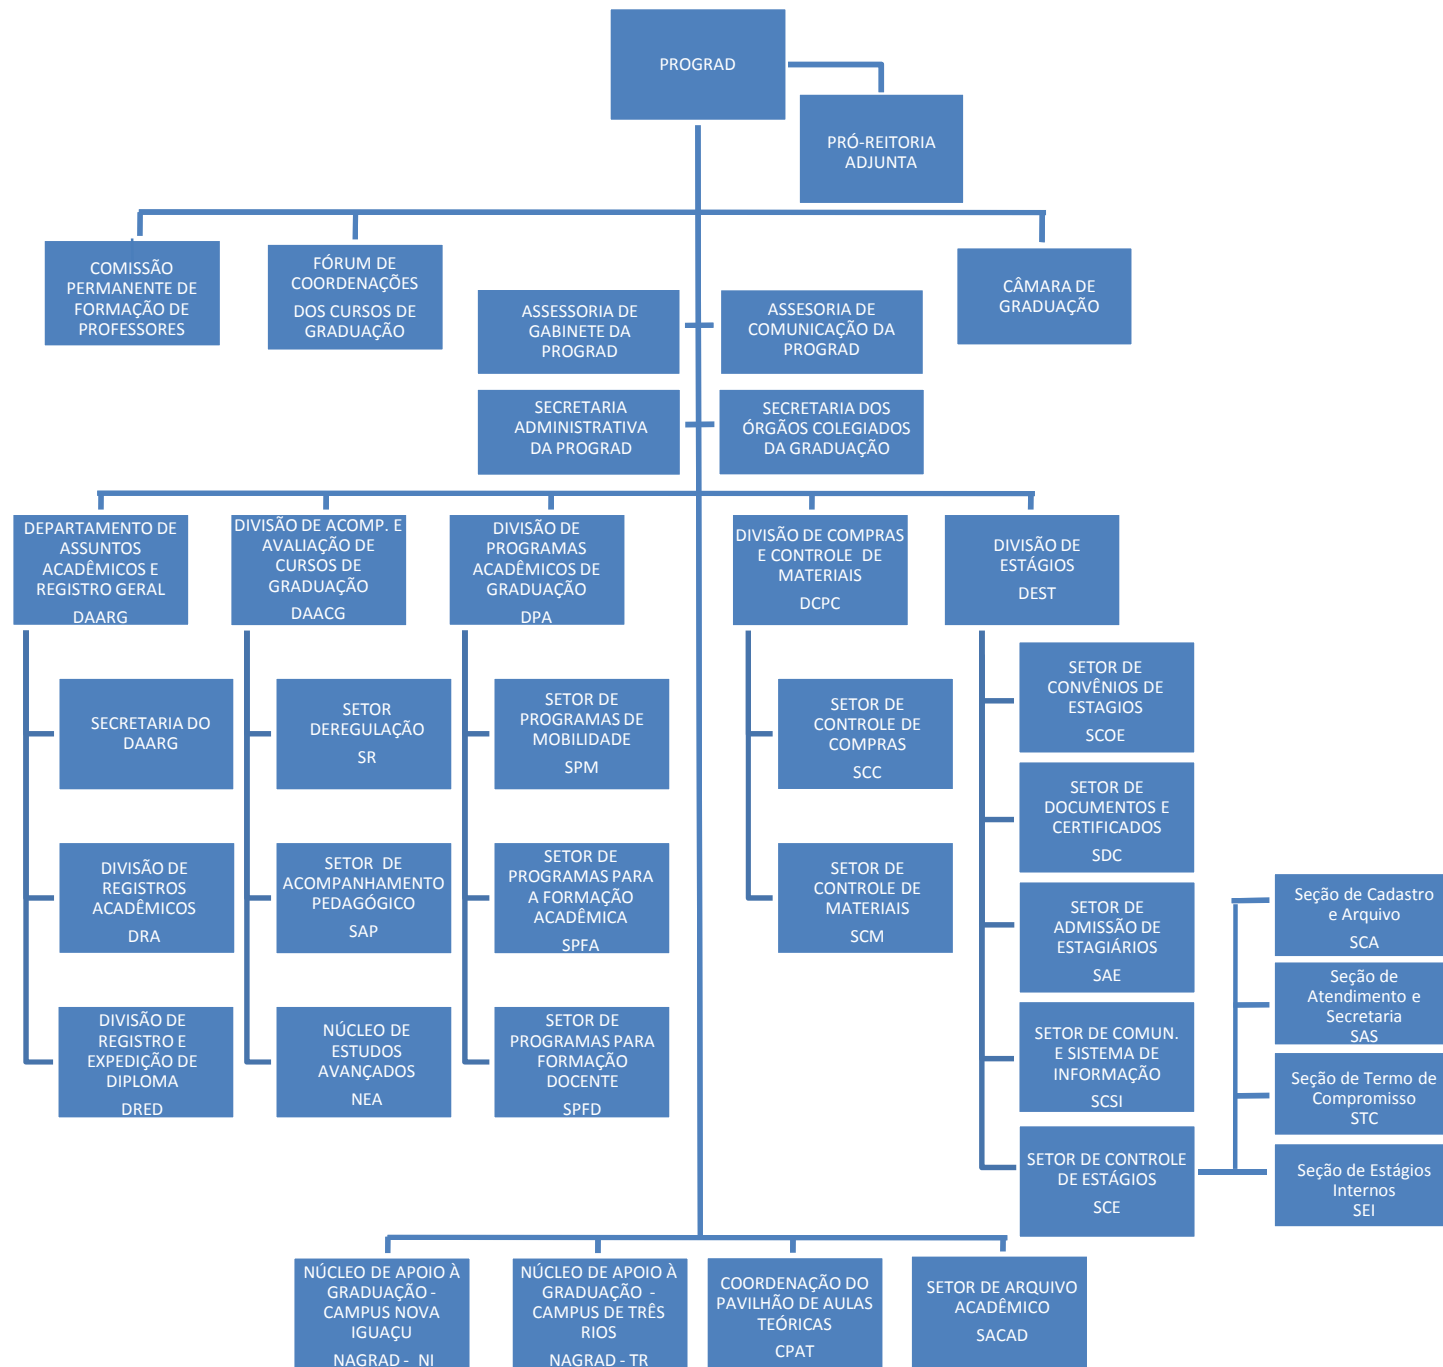 PROGRAD
PRÓ-REITORIA
ADJUNTA
COMISSÃO
PERMANENTE DE
FORMAÇÃO DE
PROFESSORES
FÓRUM DE
COORDENAÇÕES
DOS CURSOS DE
GRADUAÇÃO
CÂMARA DE
GRADUAÇÃO
ASSESSORIA DE
GABINETE DA
PROGRAD
ASSESORIA DE
COMUNICAÇÃO DA
PROGRAD
SECRETARIA
ADMINISTRATIVA
DA PROGRAD
SECRETARIA DOS
ÓRGÃOS COLEGIADOS
DA GRADUAÇÃO
DEPARTAMENTO DE
ASSUNTOS
ACADÊMICOS E
REGISTRO GERAL
DAARG
DIVISÃO DE ACOMP. E
AVALIAÇÃO DE
CURSOS DE
GRADUAÇÃO
DAACG
DIVISÃO DE
PROGRAMAS
ACADÊMICOS DE
GRADUAÇÃO
DPA
DIVISÃO DE COMPRAS
E CONTROLE DE
MATERIAIS
DCPC
DIVISÃO DE
ESTÁGIOS
DEST
SECRETARIA DO
DAARG
DIVISÃO DE
REGISTROS
ACADÊMICOS
DRA
DIVISÃO DE
REGISTRO E
EXPEDIÇÃO DE
DIPLOMA
DRED
SETOR
DEREGULAÇÃO
SR
SETOR DE
ACOMPANHAMENTO
PEDAGÓGICO
SAP
NÚCLEO DE
ESTUDOS
AVANÇADOS
NEA
SETOR DE
PROGRAMAS DE
MOBILIDADE
SPM
SETOR DE
PROGRAMAS PARA
A FORMAÇÃO
ACADÊMICA
SPFA
SETOR DE
PROGRAMAS PARA
FORMAÇÃO
DOCENTE
SPFD
SETOR DE
CONTROLE DE
COMPRAS
SCC
SETOR DE
CONTROLE DE
MATERIAIS
SCM
SETOR DE
CONVÊNIOS DE
ESTAGIOS
SCOE
SETOR DE
DOCUMENTOS E
CERTIFICADOS
SDC
SETOR DE
ADMISSÃO DE
ESTAGIÁRIOS
SAE
SETOR DE COMUN.
E SISTEMA DE
INFORMAÇÃO
SCSI
SETOR DE CONTROLE
DE ESTÁGIOS
SCE
Seção de Cadastro
e Arquivo
SCA
Seção de
Atendimento e
Secretaria
SAS
Seção de Termo de
Compromisso
STC
Seção de Estágios
Internos
SEI
NÚCLEO DE APOIO À
GRADUAÇÃO -
CAMPUS NOVA
IGUAÇU
NAGRAD - NI
NÚCLEO DE APOIO À
GRADUAÇÃO -
CAMPUS DE TRÊS
RIOS
NAGRAD - TR
COORDENAÇÃO DO
PAVILHÃO DE AULAS
TEÓRICAS
CPAT
SETOR DE ARQUIVO
ACADÊMICO
SACAD